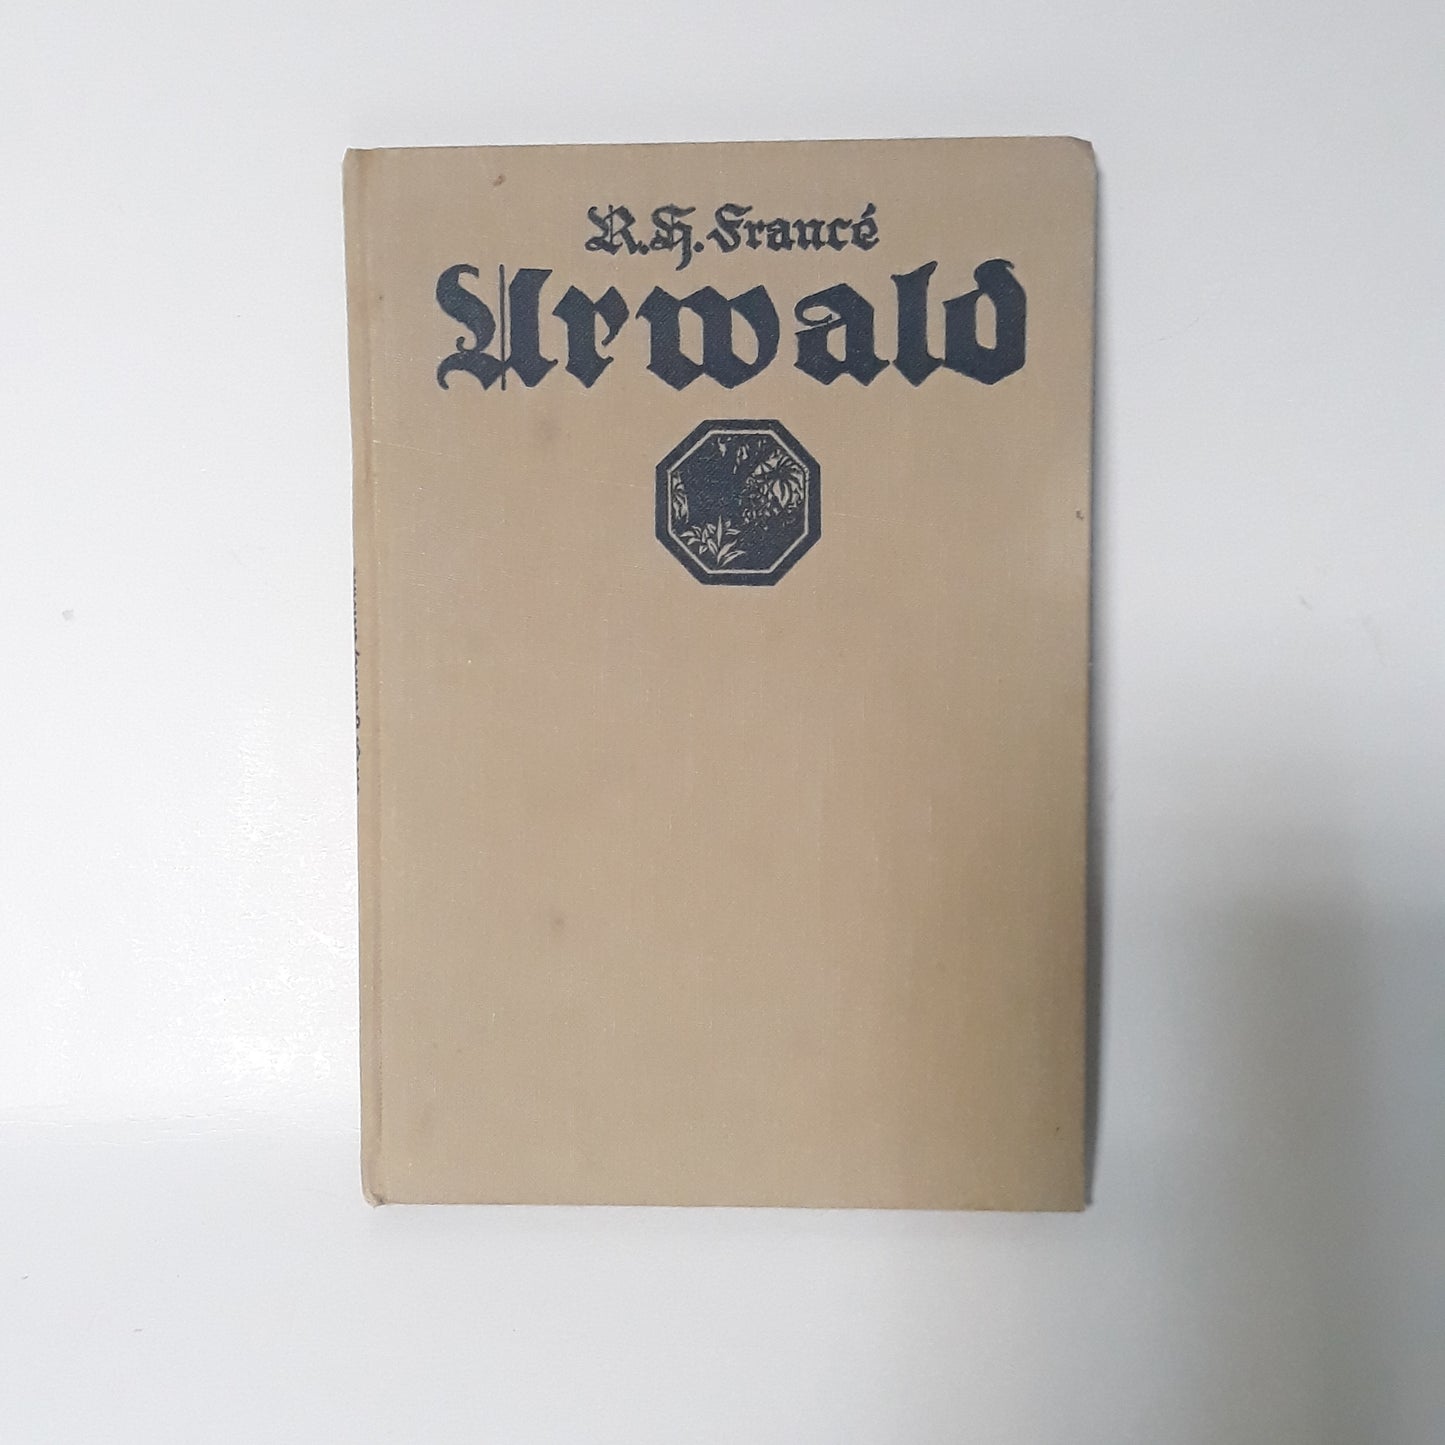 R. H. Francé
Urwald